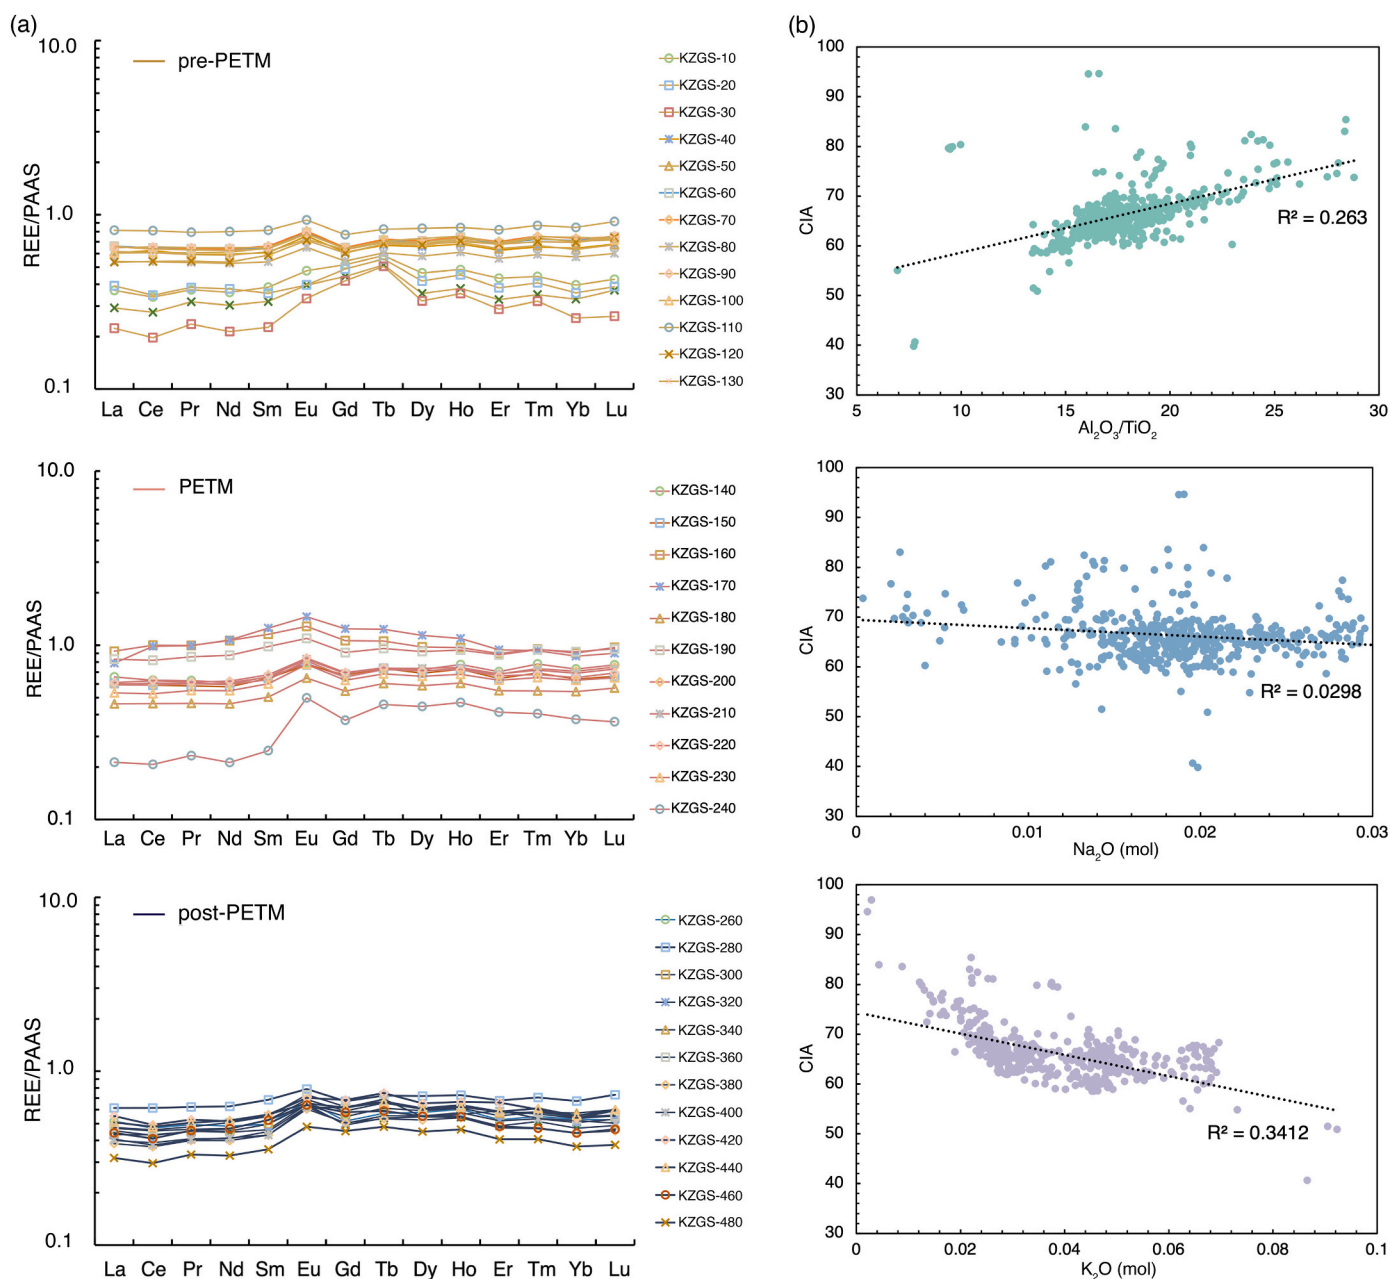 (a)
10.0
1.0
0.1
REE/PAAS
pre-PETM
La Ce Pr Nd Sm Eu Gd Tb Dy Ho Er Tm Yb Lu
KZGS-10
KZGS-20
KZGS-30
KZGS-40
KZGS-50
KZGS-60
KZGS-70
KZGS-80
KZGS-90
KZGS-100
KZGS-110
KZGS-120
KZGS-130
10.0
1.0
0.1
REE/PAAS
PETM
La Ce Pr Nd Sm Eu Gd Tb Dy Ho Er Tm Yb Lu
KZGS-140
KZGS-150
KZGS-160
KZGS-170
KZGS-180
KZGS-190
KZGS-200
KZGS-210
KZGS-220
KZGS-230
KZGS-240
10.0
1.0
0.1
REE/PAAS
post-PETM
La Ce Pr Nd Sm Eu Gd Tb Dy Ho Er Tm Yb Lu
KZGS-260
KZGS-280
KZGS-300
KZGS-320
KZGS-340
KZGS-360
KZGS-380
KZGS-400
KZGS-420
KZGS-440
KZGS-460
KZGS-480
(b)
100
90
80
70
60
50
40
30
CIA
R² = 0.263
5 10 15 20 25 30
Al₂O₃/TiO₂
100
90
80
70
60
50
40
30
CIA
R² = 0.0298
0 0.01 0.02 0.03
Na₂O (mol)
100
90
80
70
60
50
40
30
CIA
R² = 0.3412
0 0.02 0.04 0.06 0.08 0.1
K₂O (mol)